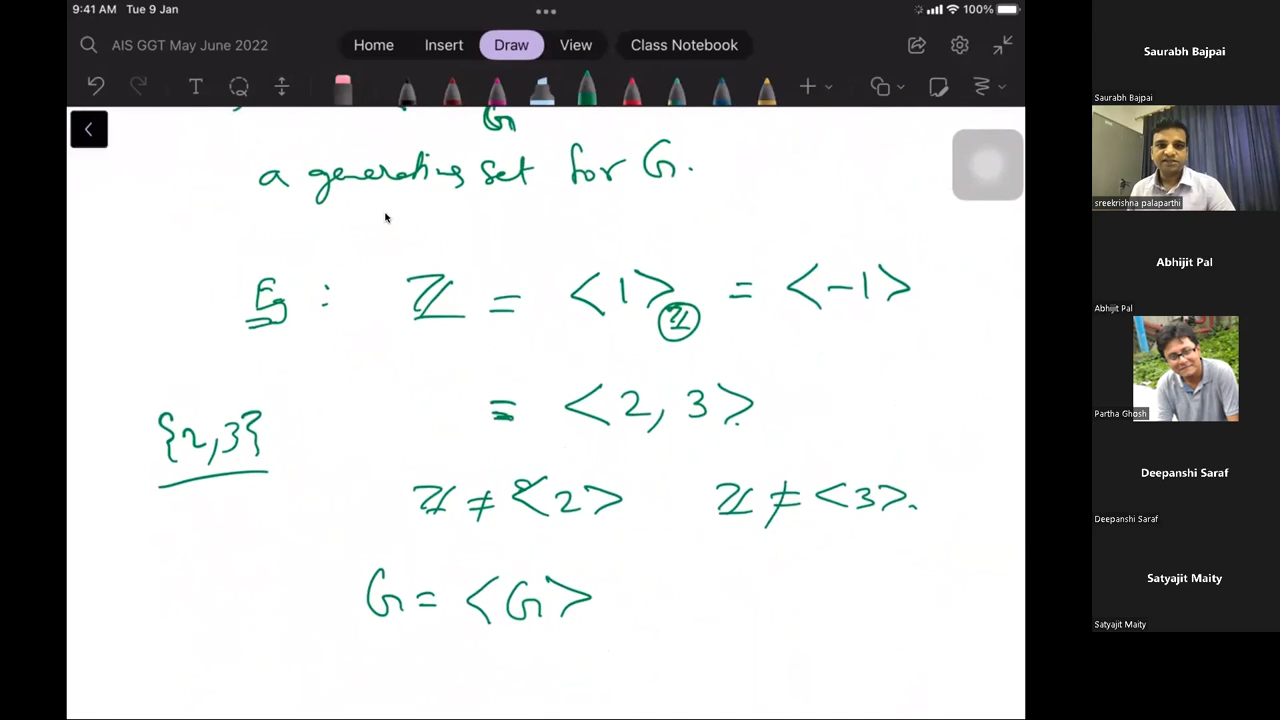 9:41 AM Tue 9 Jan
100%
AIS GGT May June 2022
Home Insert Draw View Class Notebook
G
a generating set for G.
Eg : ℤ = <1>ℤ = <-1>
= <2, 3>.
{2,3}
ℤ ≠ <2> ℤ ≠ <3>.
G = <G>
Saurabh Bajpai
Saurabh Bajpai
sreekrishna palaparthi
Abhijit Pal
Abhijit Pal
Partha Ghosh
Deepanshi Saraf
Deepanshi Saraf
Satyajit Maity
Satyajit Maity